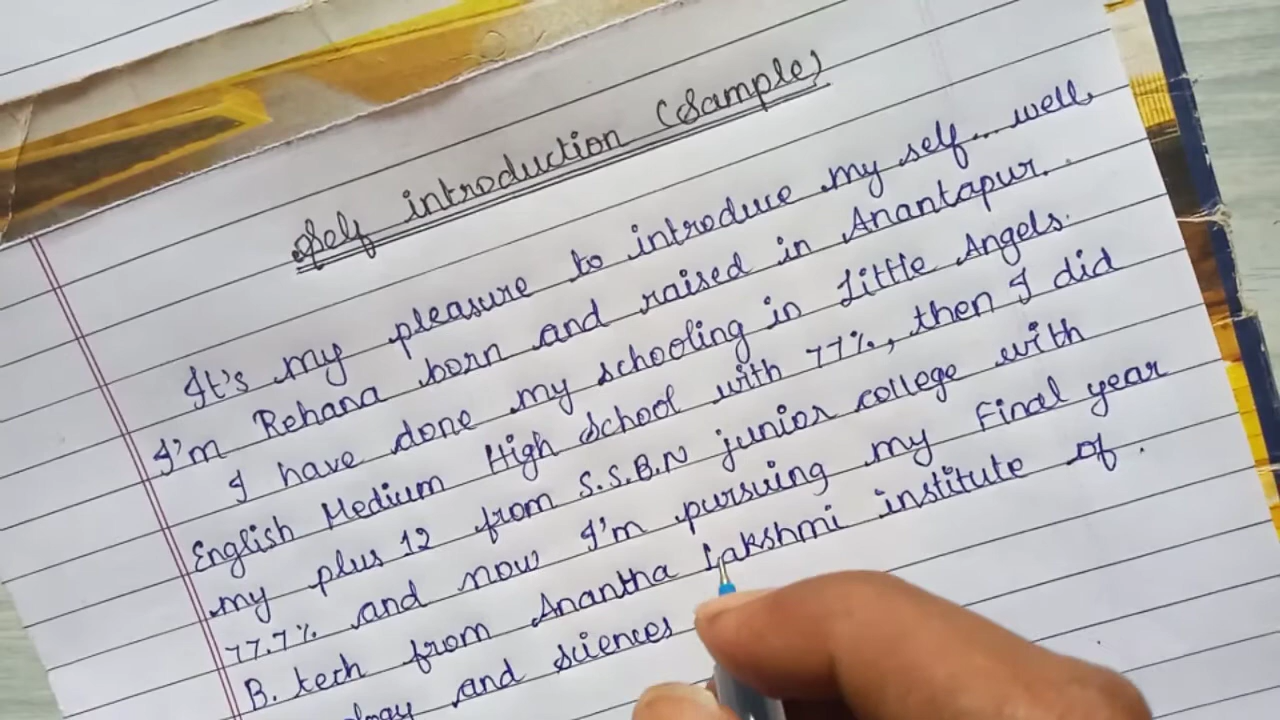 Self introduction (Sample)
It's my pleasure to introduce my self... well
I'm Rehana born and raised in Anantapur.
I have done my schooling in Little Angels.
English Medium High School with 77%, then I did
my plus 12 from S.S.B.N junior college with
77.7% and now I'm pursuing my Final year
B. tech from Anantha Lakshmi institute of.
and sciences